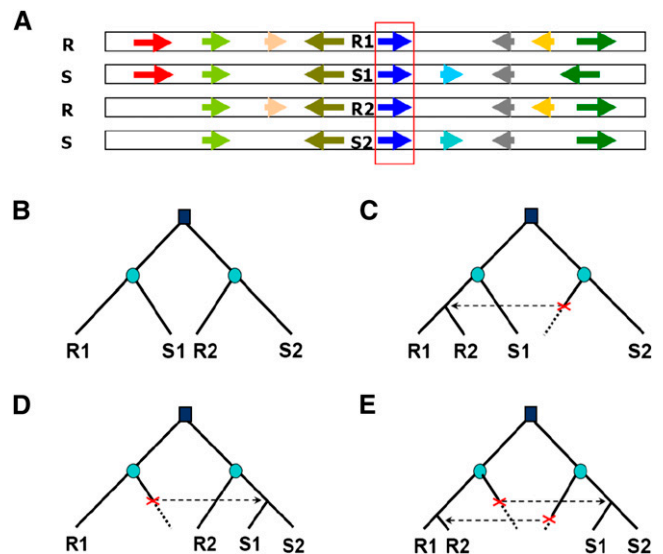 A
R R1
S S1
R R2
S S2
B
R1 S1 R2 S2
C
R1 R2 S1 S2
D
R1 R2 S1 S2
E
R1 R2 S1 S2